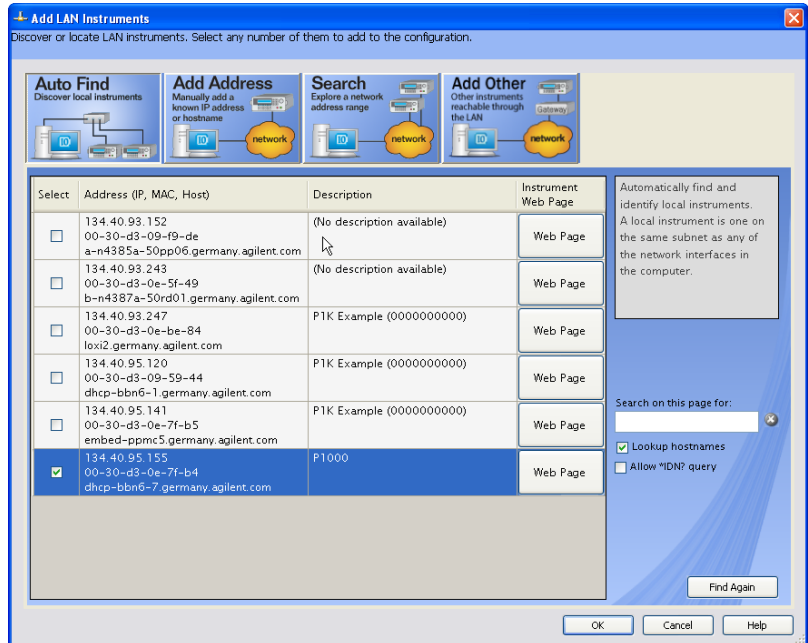 Add LAN Instruments
Discover or locate LAN instruments. Select any number of them to add to the configuration.
Auto Find
Discover local instruments
IO
Add Address
Manually add a
known IP address
or hostname
IO
network
Search
Explore a network
address range
IO
network
Add Other
Other instruments
reachable through
the LAN
Gateway
IO
network
Select
Address (IP, MAC, Host)
Description
Instrument
Web Page
134.40.93.152
00-30-d3-09-f9-de
a-n4385a-50pp06.germany.agilent.com
(No description available)
Web Page
134.40.93.243
00-30-d3-0e-5f-49
b-n4387a-50rd01.germany.agilent.com
(No description available)
Web Page
134.40.93.247
00-30-d3-0e-be-84
loxi2.germany.agilent.com
P1K Example (0000000000)
Web Page
134.40.95.120
00-30-d3-09-59-44
dhcp-bbn6-1.germany.agilent.com
P1K Example (0000000000)
Web Page
134.40.95.141
00-30-d3-0e-7f-b5
embed-ppmc5.germany.agilent.com
P1K Example (0000000000)
Web Page
134.40.95.155
00-30-d3-0e-7f-b4
dhcp-bbn6-7.germany.agilent.com
P1000
Web Page
Automatically find and
identify local instruments.
A local instrument is one on
the same subnet as any of
the network interfaces in
the computer.
Search on this page for:
Lookup hostnames
Allow *IDN? query
Find Again
OK
Cancel
Help